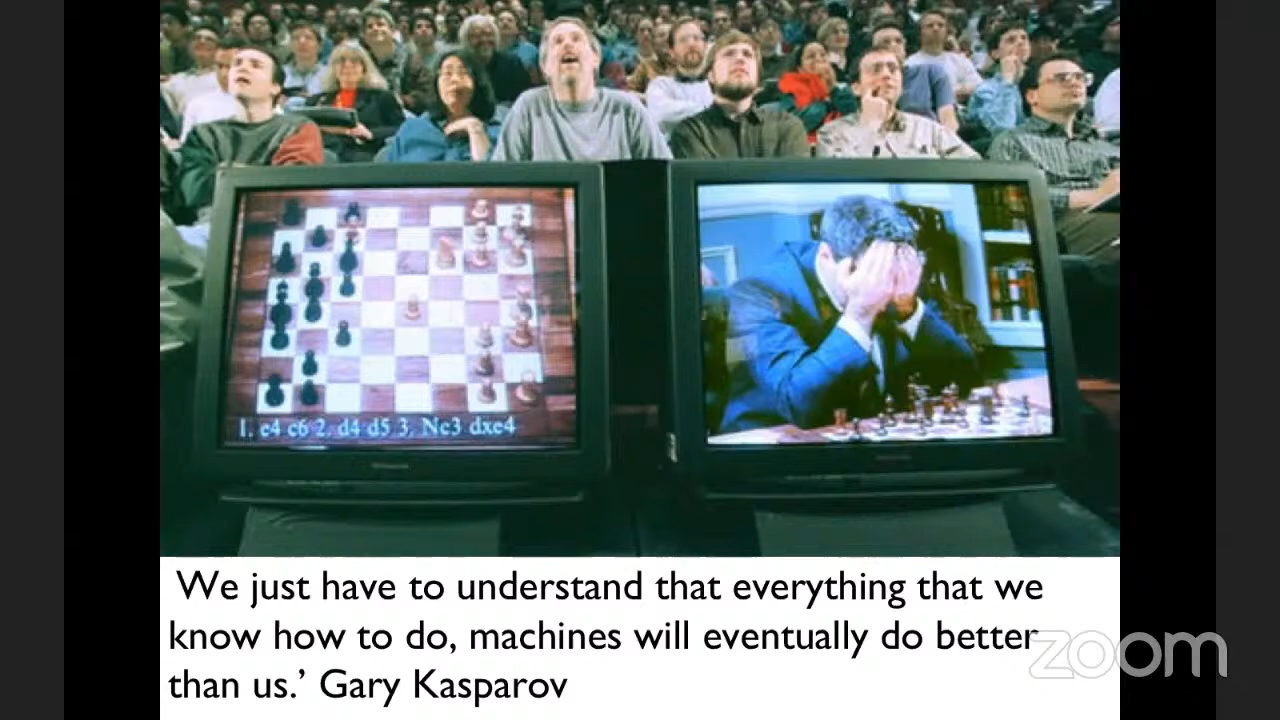 1. e4 c6 2. d4 d5 3. Nc3 dxe4
We just have to understand that everything that we
know how to do, machines will eventually do better
than us.’ Gary Kasparov
zoom